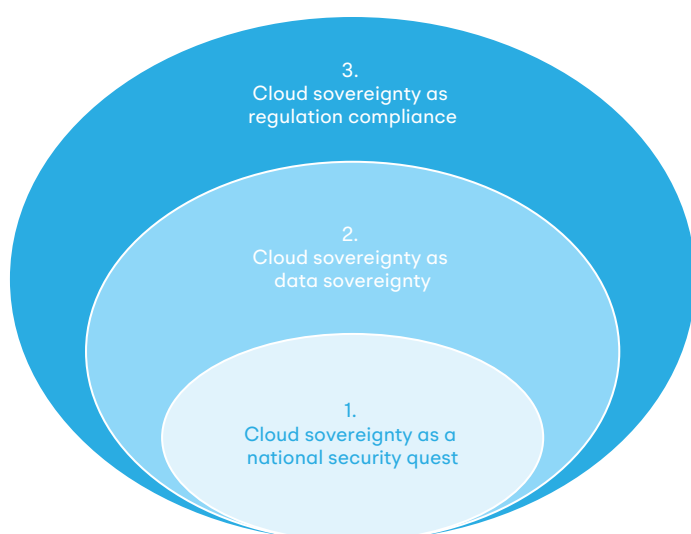 3.
Cloud sovereignty as
regulation compliance
2.
Cloud sovereignty as
data sovereignty
1.
Cloud sovereignty as a
national security quest